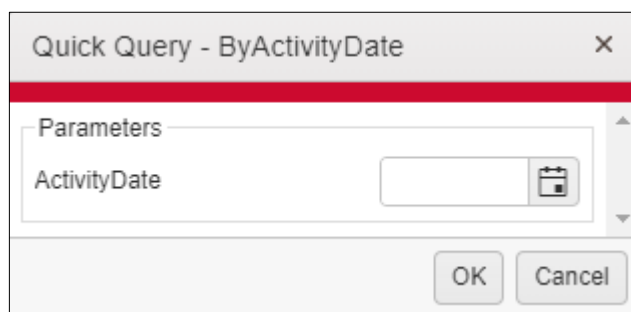 Quick Query - ByActivityDate
Parameters
ActivityDate
OK Cancel